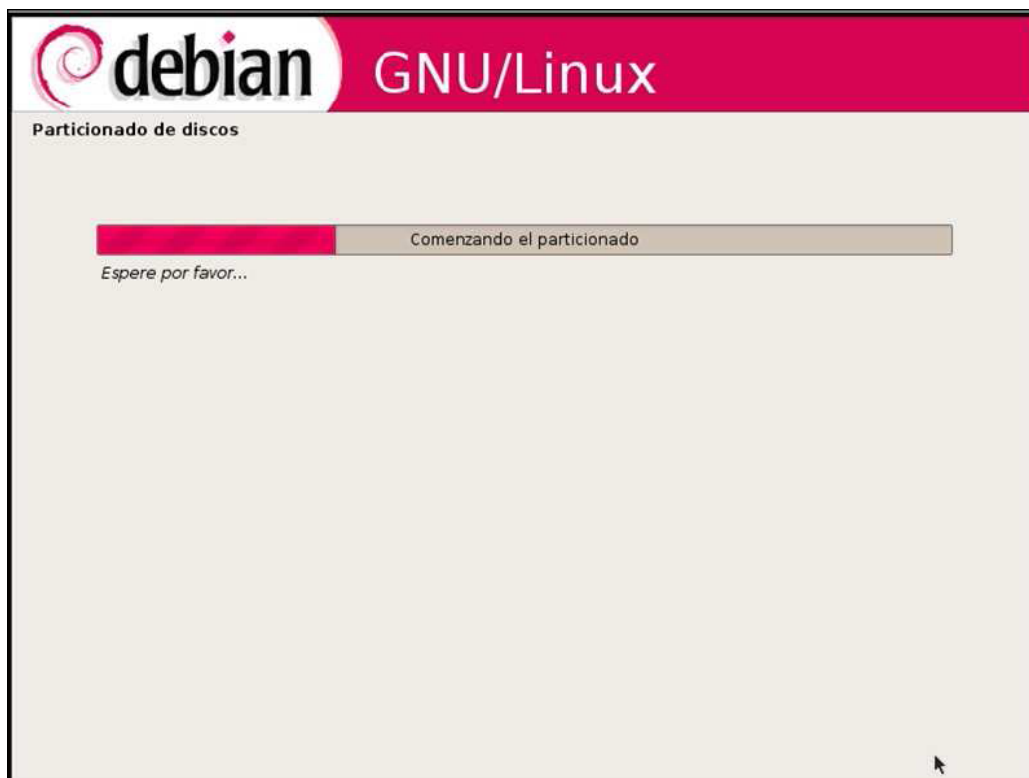 debian GNU/Linux
Particionado de discos
Comenzando el particionado
Espere por favor...